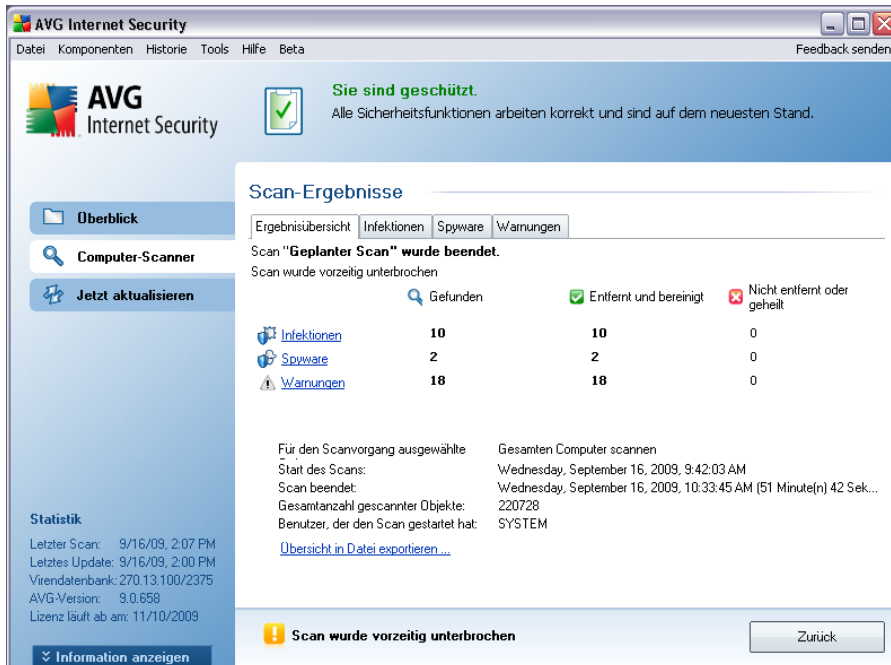 AVG Internet Security
Datei Komponenten Historie Tools Hilfe Beta Feedback senden
AVG
Internet Security
Sie sind geschützt.
Alle Sicherheitsfunktionen arbeiten korrekt und sind auf dem neuesten Stand.
Überblick
Computer-Scanner
Jetzt aktualisieren
Scan-Ergebnisse
Ergebnisübersicht Infektionen Spyware Warnungen
Scan "Geplanter Scan" wurde beendet.
Scan wurde vorzeitig unterbrochen
Gefunden Entfernt und bereinigt Nicht entfernt oder
geheilt
Infektionen 10 10 0
Spyware 2 2 0
Warnungen 18 18 0
Für den Scanvorgang ausgewählte Gesamten Computer scannen
Start des Scans: Wednesday, September 16, 2009, 9:42:03 AM
Scan beendet: Wednesday, September 16, 2009, 10:33:45 AM (51 Minute(n) 42 Sek...
Gesamtanzahl gescannter Objekte: 220728
Benutzer, der den Scan gestartet hat: SYSTEM
Übersicht in Datei exportieren ...
Statistik
Letzter Scan: 9/16/09, 2:07 PM
Letztes Update: 9/16/09, 2:00 PM
Virendatenbank: 270.13.100/2375
AVG-Version: 9.0.658
Lizenz läuft ab am: 11/10/2009
Information anzeigen
Scan wurde vorzeitig unterbrochen
Zurück